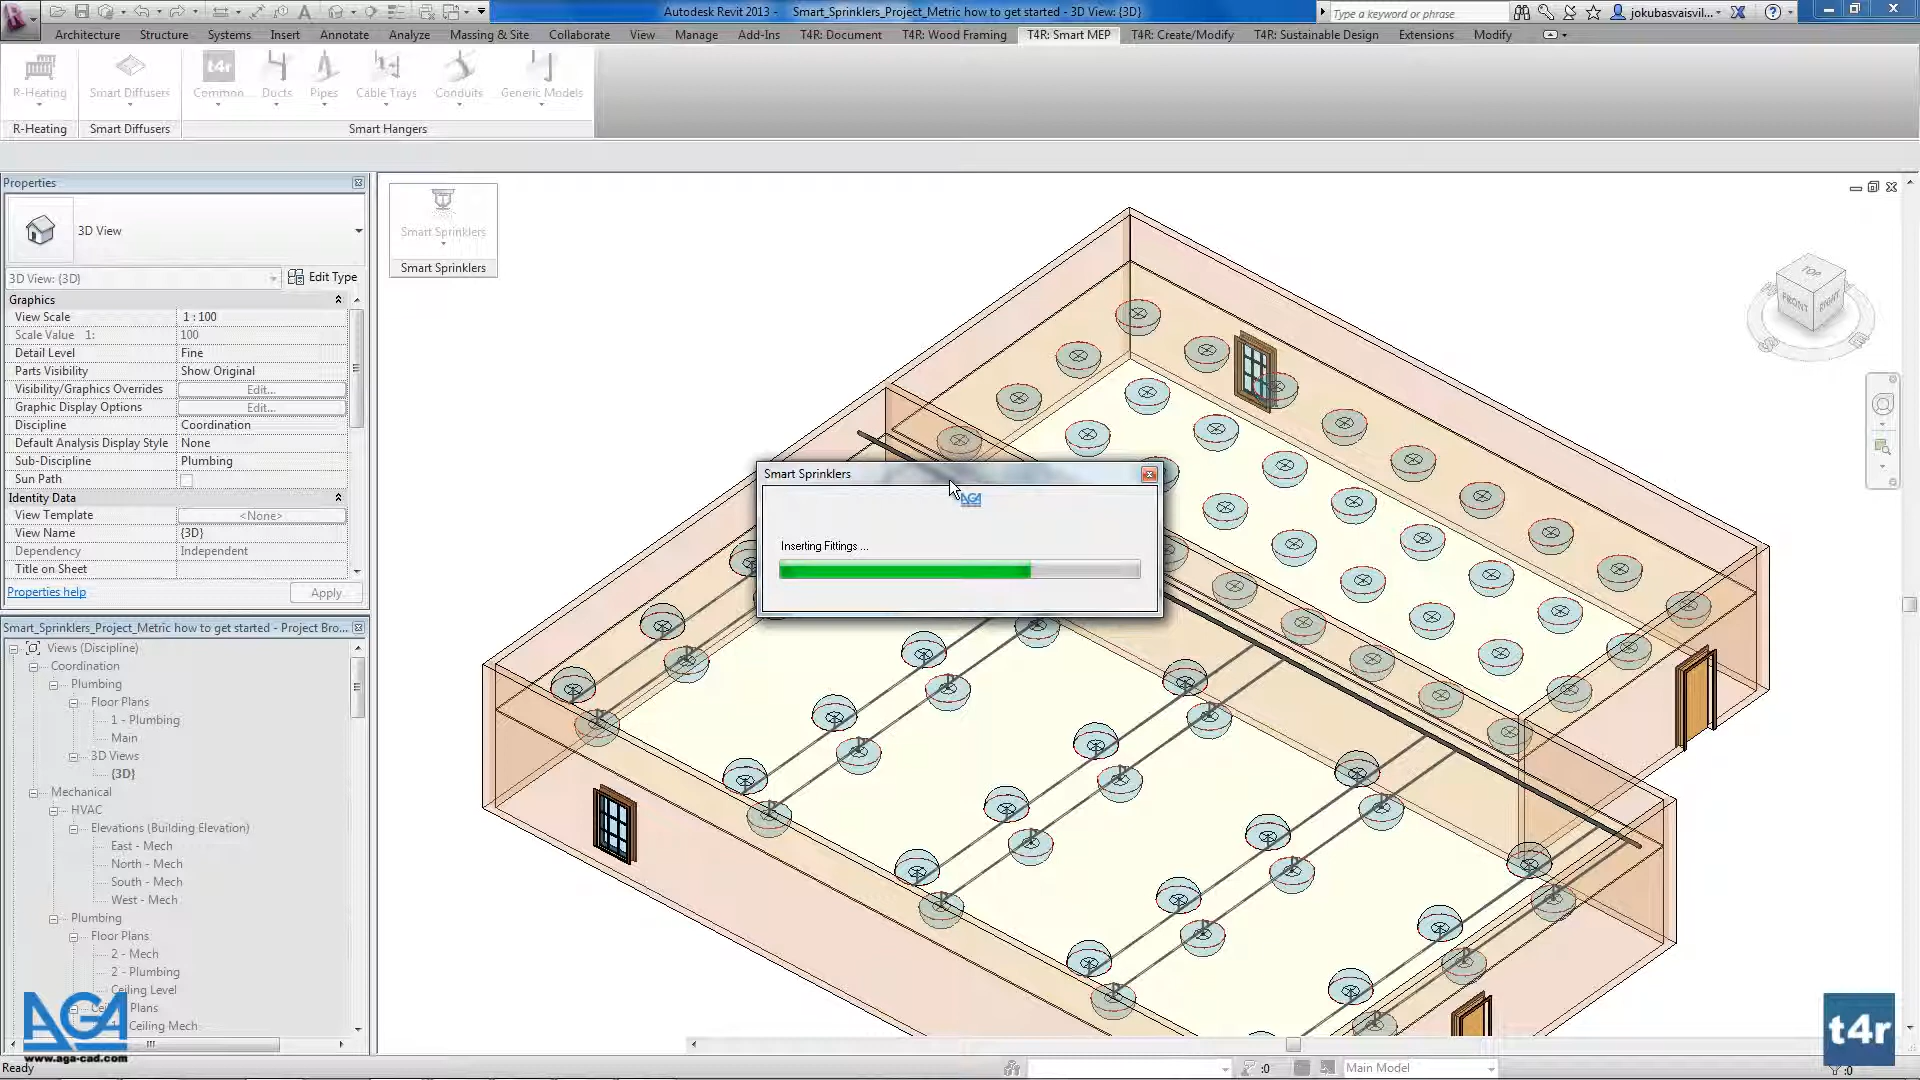 Autodesk Revit 2013 - Smart_Sprinklers_Project_Metric how to get started - 3D View: {3D}
Type a keyword or phrase
jokubasvaisvil...
Architecture Structure Systems Insert Annotate Analyze Massing & Site Collaborate View Manage Add-Ins T4R: Document T4R: Wood Framing T4R: Smart MEP T4R: Create/Modify T4R: Sustainable Design Extensions Modify
t4r
R-Heating Smart Diffusers Common... Ducts Pipes Cable Trays Conduits Generic Models
R-Heating Smart Diffusers Smart Hangers
Properties
3D View
3D View: {3D}
Edit Type
Graphics
View Scale 1 : 100
Scale Value 1: 100
Detail Level Fine
Parts Visibility Show Original
Visibility/Graphics Overrides Edit...
Graphic Display Options Edit...
Discipline Coordination
Default Analysis Display Style None
Sub-Discipline Plumbing
Sun Path
Identity Data
View Template <None>
View Name {3D}
Dependency Independent
Title on Sheet
Properties help
Apply
Smart Sprinklers
Smart Sprinklers
TOP
FRONT
RIGHT
Smart Sprinklers
AGA
Inserting Fittings ...
Smart_Sprinklers_Project_Metric how to get started - Project Bro...
Views (Discipline)
Coordination
Plumbing
Floor Plans
1 - Plumbing
Main
3D Views
{3D}
Mechanical
HVAC
Elevations (Building Elevation)
East - Mech
North - Mech
South - Mech
West - Mech
Plumbing
Floor Plans
2 - Mech
2 - Plumbing
Ceiling Level
Plans
Ceiling Mech
AGA
www.aga-cad.com
t4r
Ready
:0
Main Model
:0